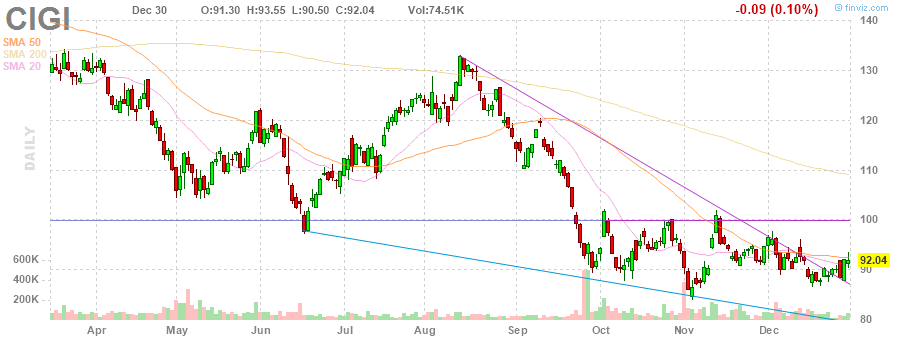 CIGI
Dec 30 O:91.30 H:93.55 L:90.50 C:92.04 Vol:74.51K -0.09 (0.10%) © finviz.com
SMA 50
SMA 200
SMA 20
DAILY
140
130
120
110
100
92.04
90
80
600K
400K
200K
Apr May Jun Jul Aug Sep Oct Nov Dec